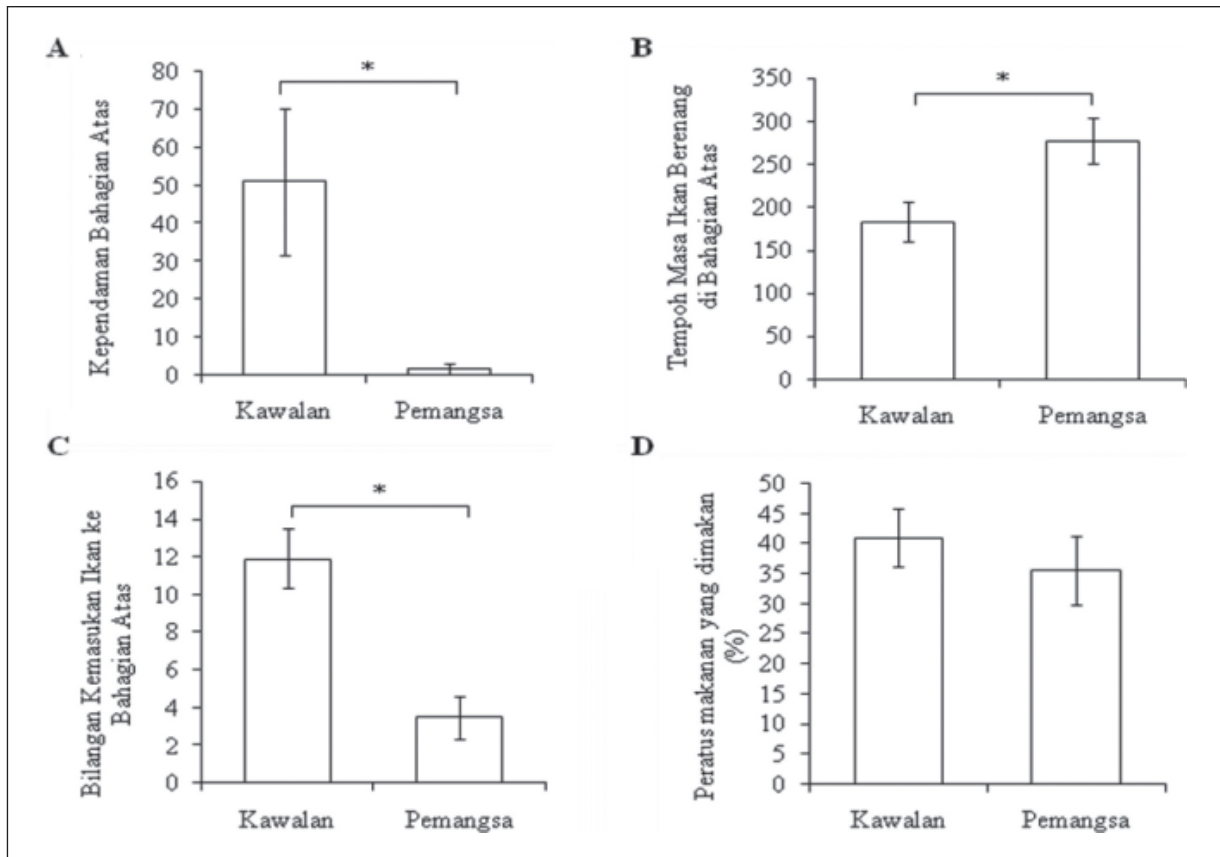 A
Kependaman Bahagian Atas
80
70
60
50
40
30
20
10
0
*
Kawalan
Pemangsa
B
Tempoh Masa Ikan Berenang
di Bahagian Atas
350
300
250
200
150
100
50
0
*
Kawalan
Pemangsa
C
Bilangan Kemasukan Ikan ke
Bahagian Atas
16
14
12
10
8
6
4
2
0
*
Kawalan
Pemangsa
D
Peratus makanan yang dimakan
(%)
50
45
40
35
30
25
20
15
10
5
0
Kawalan
Pemangsa